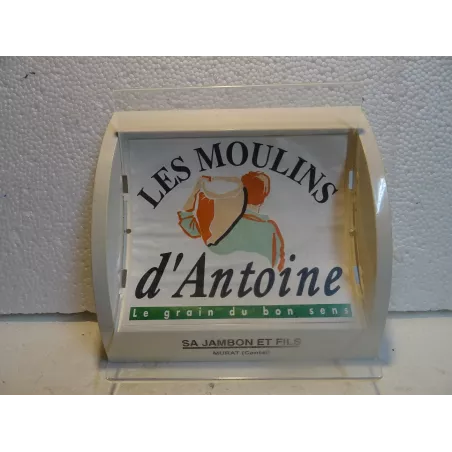 LES MOULINS
d'Antoine
Le grain du bon sens
SA JAMBON ET FILS
MURAT (Cantal)